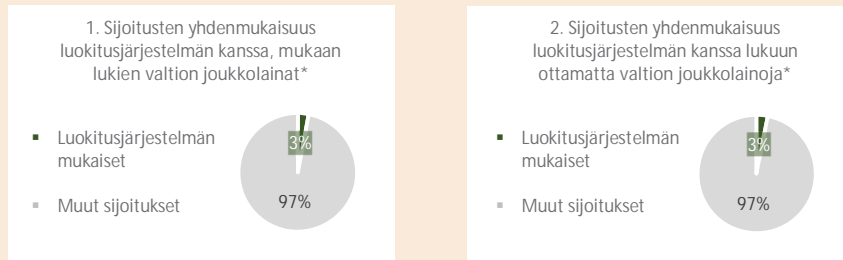 1. Sijoitusten yhdenmukaisuus
luokitusjärjestelmän kanssa, mukaan
lukien valtion joukkolainat*
Luokitusjärjestelmän
mukaiset
Muut sijoitukset
3%
97%
2. Sijoitusten yhdenmukaisuus
luokitusjärjestelmän kanssa lukuun
ottamatta valtion joukkolainoja*
Luokitusjärjestelmän
mukaiset
Muut sijoitukset
3%
97%